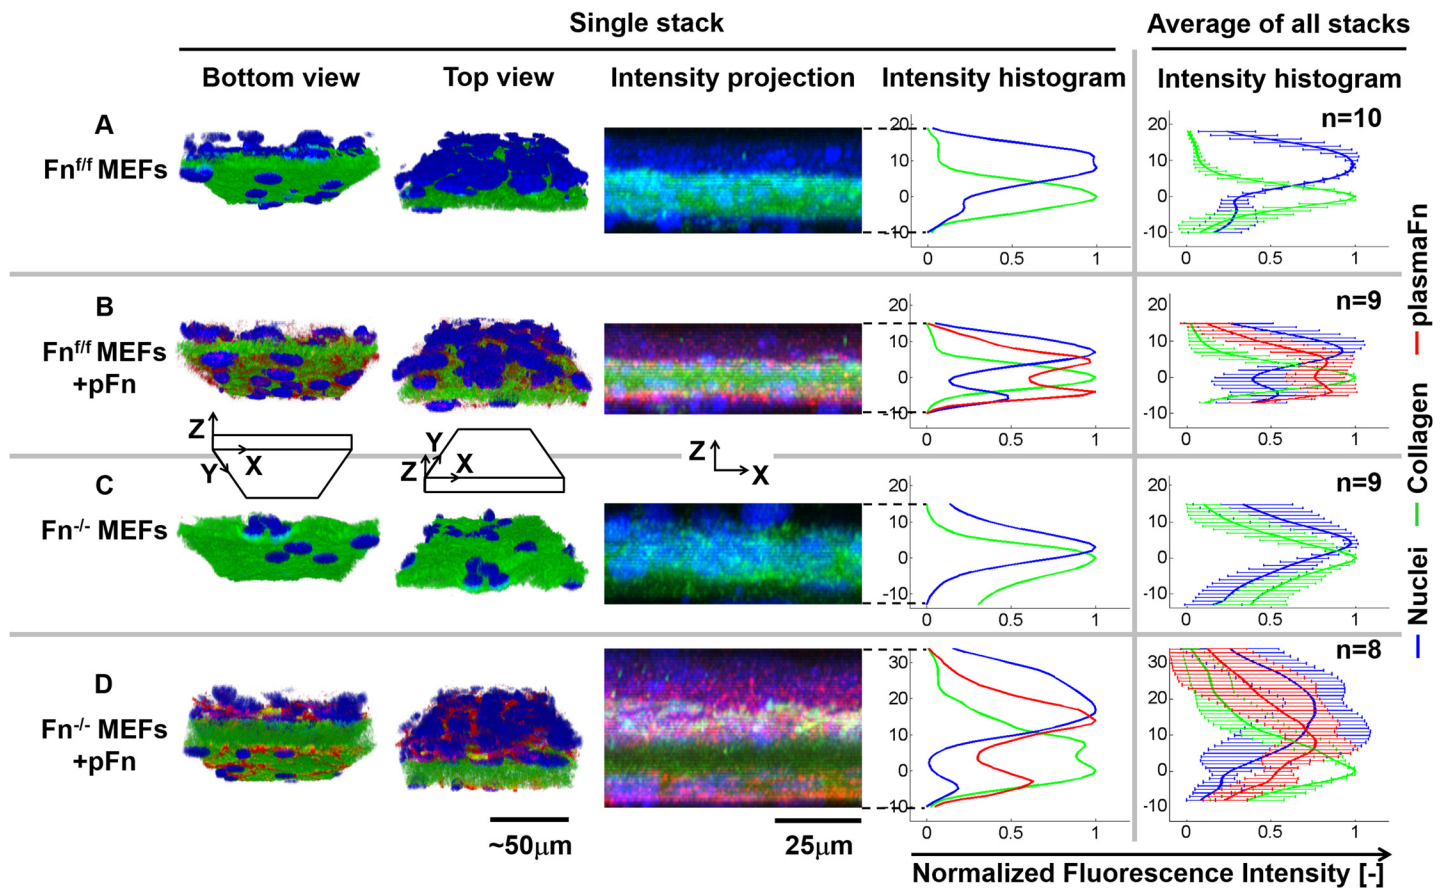 Single stack
Average of all stacks
Bottom view
Top view
Intensity projection
Intensity histogram
Intensity histogram
A
Fn^f/f MEFs
20
10
0
-10
0
0.5
1
n=10
20
10
0
-10
0
0.5
1
B
Fn^f/f MEFs
+pFn
20
10
0
-10
0
0.5
1
n=9
20
10
0
-10
0
0.5
1
Z
X
Y
Y
Z
X
Z
X
C
Fn^-/- MEFs
20
10
0
-10
0
0.5
1
n=9
20
10
0
-10
0
0.5
1
D
Fn^-/- MEFs
+pFn
30
20
10
0
-10
0
0.5
1
n=8
30
20
10
0
-10
0
0.5
1
~50μm
25μm
Normalized Fluorescence Intensity [-]
Nuclei
Collagen
plasmaFn